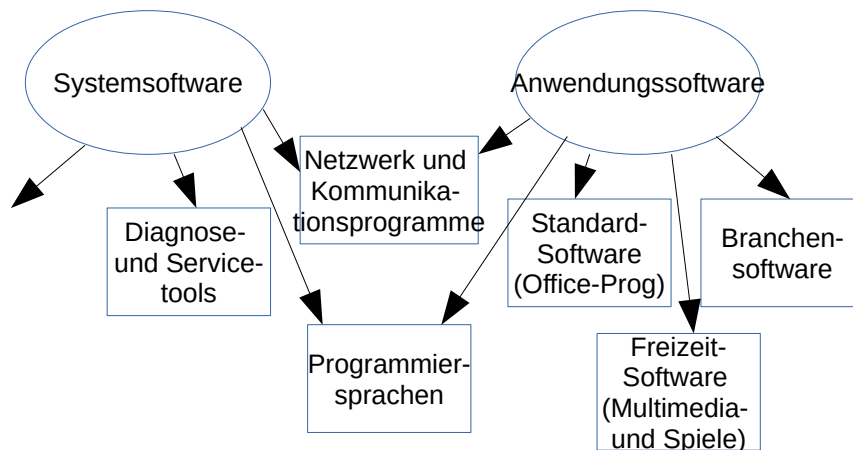 Systemsoftware
Anwendungssoftware
Netzwerk und
Kommunika-
tionsprogramme
Diagnose-
und Service-
tools
Standard-
Software
(Office-Prog)
Branchen-
software
Programmier-
sprachen
Freizeit-
Software
(Multimedia-
und Spiele)